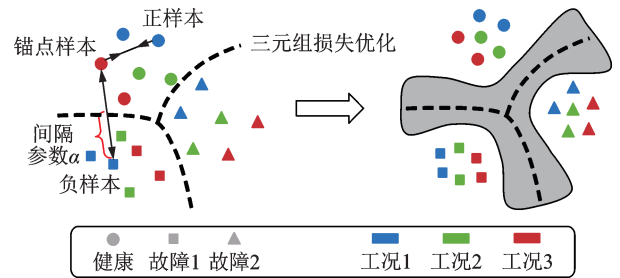 正样本
锚点样本
三元组损失优化
间隔
参数α
负样本
健康 故障1 故障2 工况1 工况2 工况3